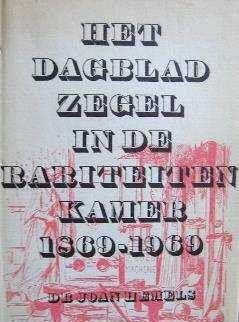 HET
DAGBLAD
ZEGEL
IN DE
RARITEITEN
KAMER
1869-1969
DR JOAN HEMELS